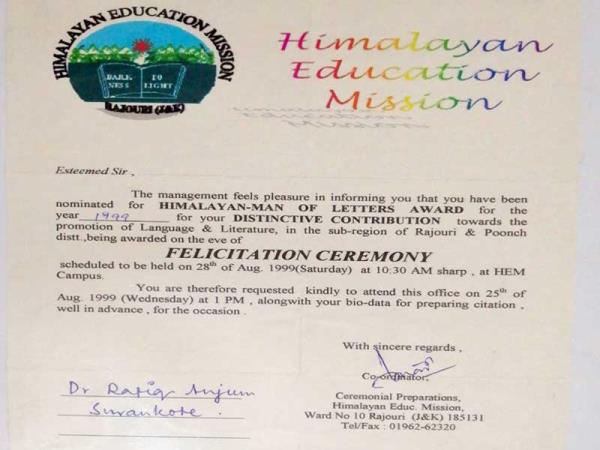 HIMALAYAN EDUCATION MISSION
DARK TO
NESS LIGHT
RAJOURI (J&K)
Himalayan
Education
Mission
Esteemed Sir ,
The management feels pleasure in informing you that you have been
nominated for HIMALAYAN-MAN OF LETTERS AWARD for the
year 1999 for your DISTINCTIVE CONTRIBUTION towards the
promotion of Language & Literature, in the sub-region of Rajouri & Poonch
distt.,being awarded on the eve of
FELICITATION CEREMONY
scheduled to be held on 28th of Aug. 1999(Saturday) at 10:30 AM sharp , at HEM
Campus.
You are therefore requested kindly to attend this office on 25th of
Aug. 1999 (Wednesday) at 1 PM , alongwith your bio-data for preparing citation ,
well in advance , for the occasion .
With sincere regards ,
Co-ordinator,
Ceremonial Preparations,
Himalayan Educ. Mission,
Ward No 10 Rajouri (J&K) 185131
Tel/Fax : 01962-62320
Dr Rafiq Anjum
Surankote .